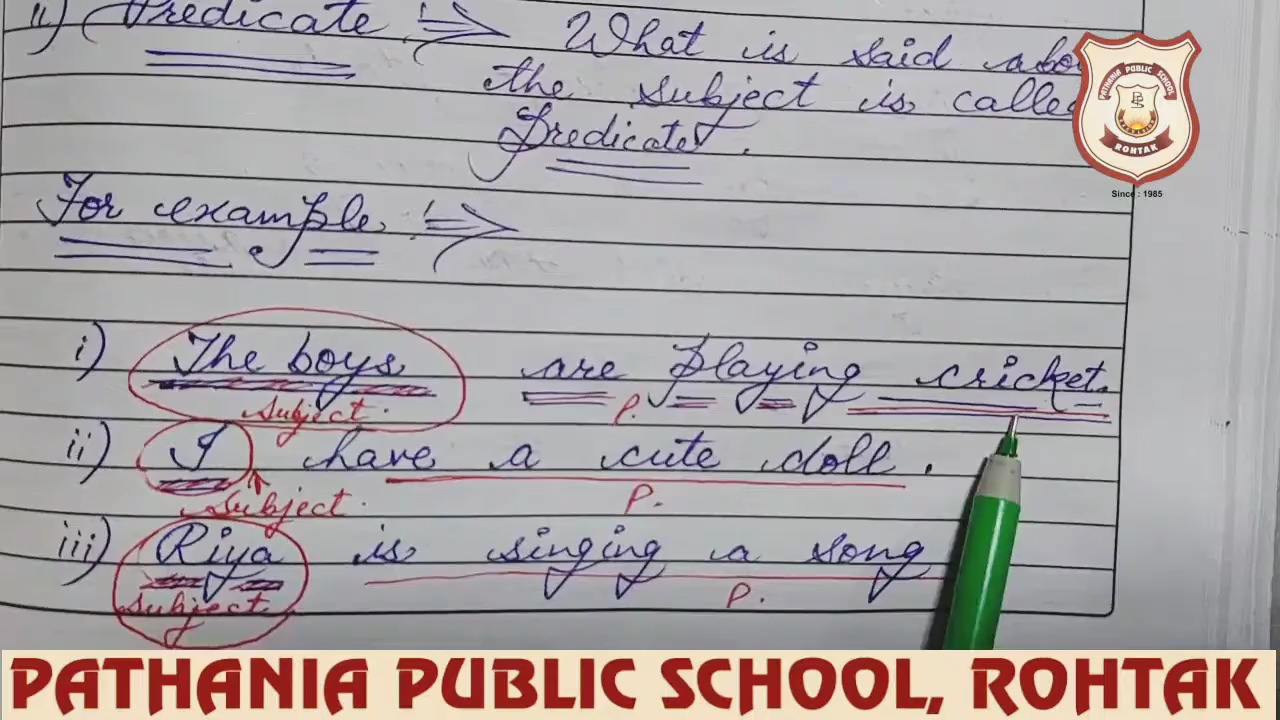 ii) Predicate :⇒ What is said abou
the subject is called
Predicate.
For example :⇒
i) The boys are playing cricket.
Subject. P.
ii) I have a cute doll.
Subject. P.
iii) Riya is singing a song
Subject. P.
PATHANIA PUBLIC SCHOOL
ROHTAK
Since : 1985
PATHANIA PUBLIC SCHOOL, ROHTAK